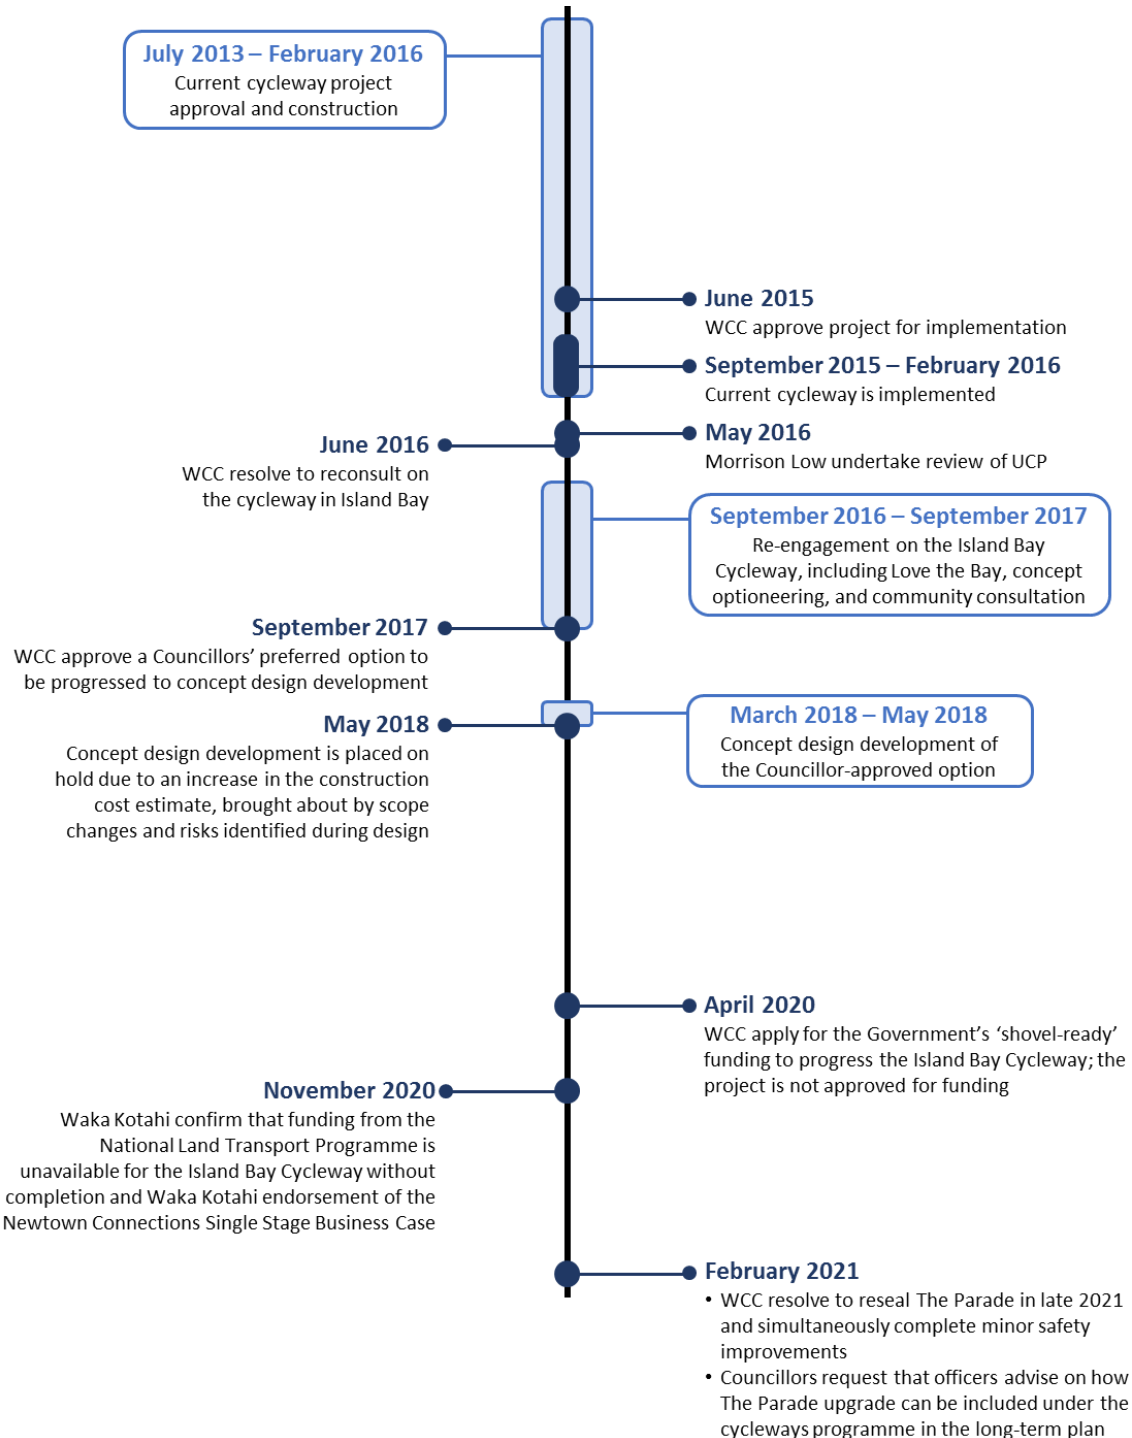 July 2013 – February 2016
Current cycleway project
approval and construction
June 2015
WCC approve project for implementation
September 2015 – February 2016
Current cycleway is implemented
May 2016
Morrison Low undertake review of UCP
June 2016
WCC resolve to reconsult on
the cycleway in Island Bay
September 2016 – September 2017
Re-engagement on the Island Bay
Cycleway, including Love the Bay, concept
optioneering, and community consultation
September 2017
WCC approve a Councillors’ preferred option to
be progressed to concept design development
March 2018 – May 2018
Concept design development of
the Councillor-approved option
May 2018
Concept design development is placed on
hold due to an increase in the construction
cost estimate, brought about by scope
changes and risks identified during design
April 2020
WCC apply for the Government’s ‘shovel-ready’
funding to progress the Island Bay Cycleway; the
project is not approved for funding
November 2020
Waka Kotahi confirm that funding from the
National Land Transport Programme is
unavailable for the Island Bay Cycleway without
completion and Waka Kotahi endorsement of the
Newtown Connections Single Stage Business Case
February 2021
• WCC resolve to reseal The Parade in late 2021
and simultaneously complete minor safety
improvements
• Councillors request that officers advise on how
The Parade upgrade can be included under the
cycleways programme in the long-term plan